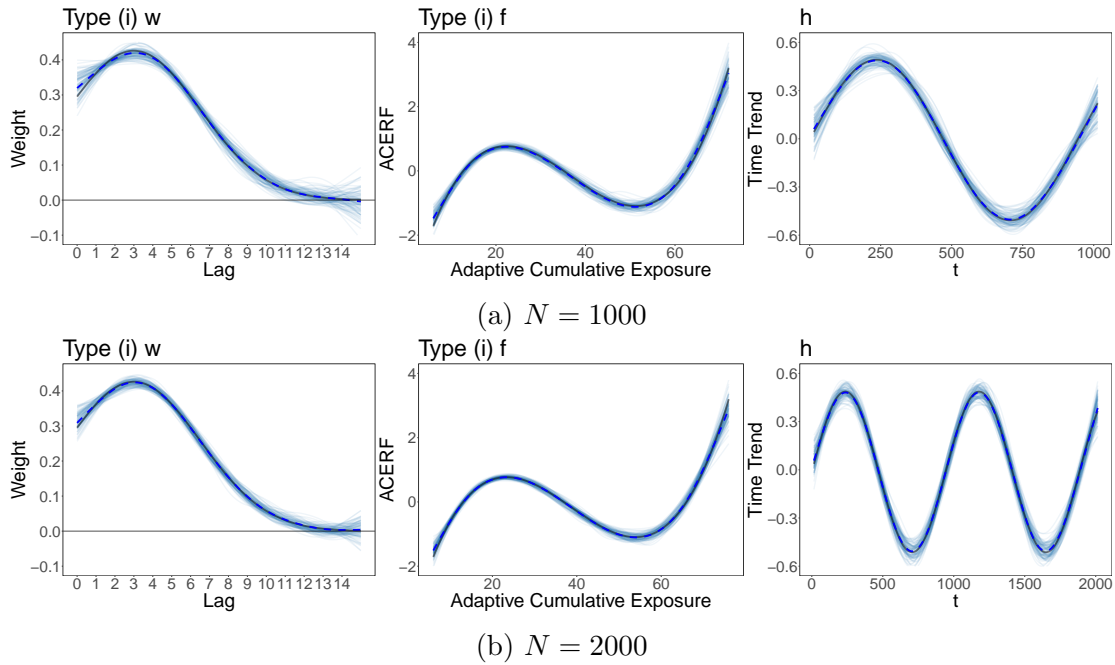 Type (i) w
Type (i) f
h
Weight
0.4
0.3
0.2
0.1
0.0
−0.1
0 1 2 3 4 5 6 7 8 9 10 11 12 13 14
Lag
ACERF
4
2
0
−2
20 40 60
Adaptive Cumulative Exposure
Time Trend
0.6
0.3
0.0
−0.3
−0.6
0 250 500 750 1000
t
(a) N = 1000
Type (i) w
Type (i) f
h
Weight
0.4
0.3
0.2
0.1
0.0
−0.1
0 1 2 3 4 5 6 7 8 9 10 11 12 13 14
Lag
ACERF
4
2
0
−2
20 40 60
Adaptive Cumulative Exposure
Time Trend
0.6
0.3
0.0
−0.3
−0.6
0 500 1000 1500 2000
t
(b) N = 2000